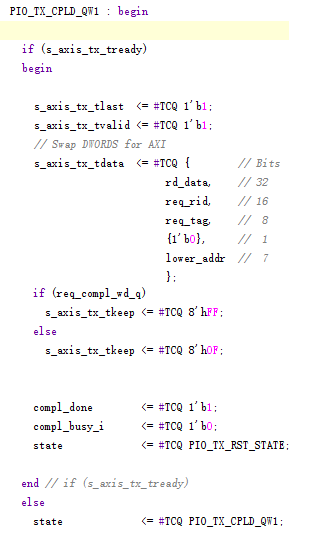 PIO_TX_CPLD_QW1 : begin
if (s_axis_tx_tready)
begin
s_axis_tx_tlast <= #TCQ 1'b1;
s_axis_tx_tvalid <= #TCQ 1'b1;
// Swap DWORDS for AXI
s_axis_tx_tdata <= #TCQ { // Bits
rd_data, // 32
req_rid, // 16
req_tag, // 8
{1'b0}, // 1
lower_addr // 7
};
if (req_compl_wd_q)
s_axis_tx_tkeep <= #TCQ 8'hFF;
else
s_axis_tx_tkeep <= #TCQ 8'h0F;
compl_done <= #TCQ 1'b1;
compl_busy_i <= #TCQ 1'b0;
state <= #TCQ PIO_TX_RST_STATE;
end // if (s_axis_tx_tready)
else
state <= #TCQ PIO_TX_CPLD_QW1;